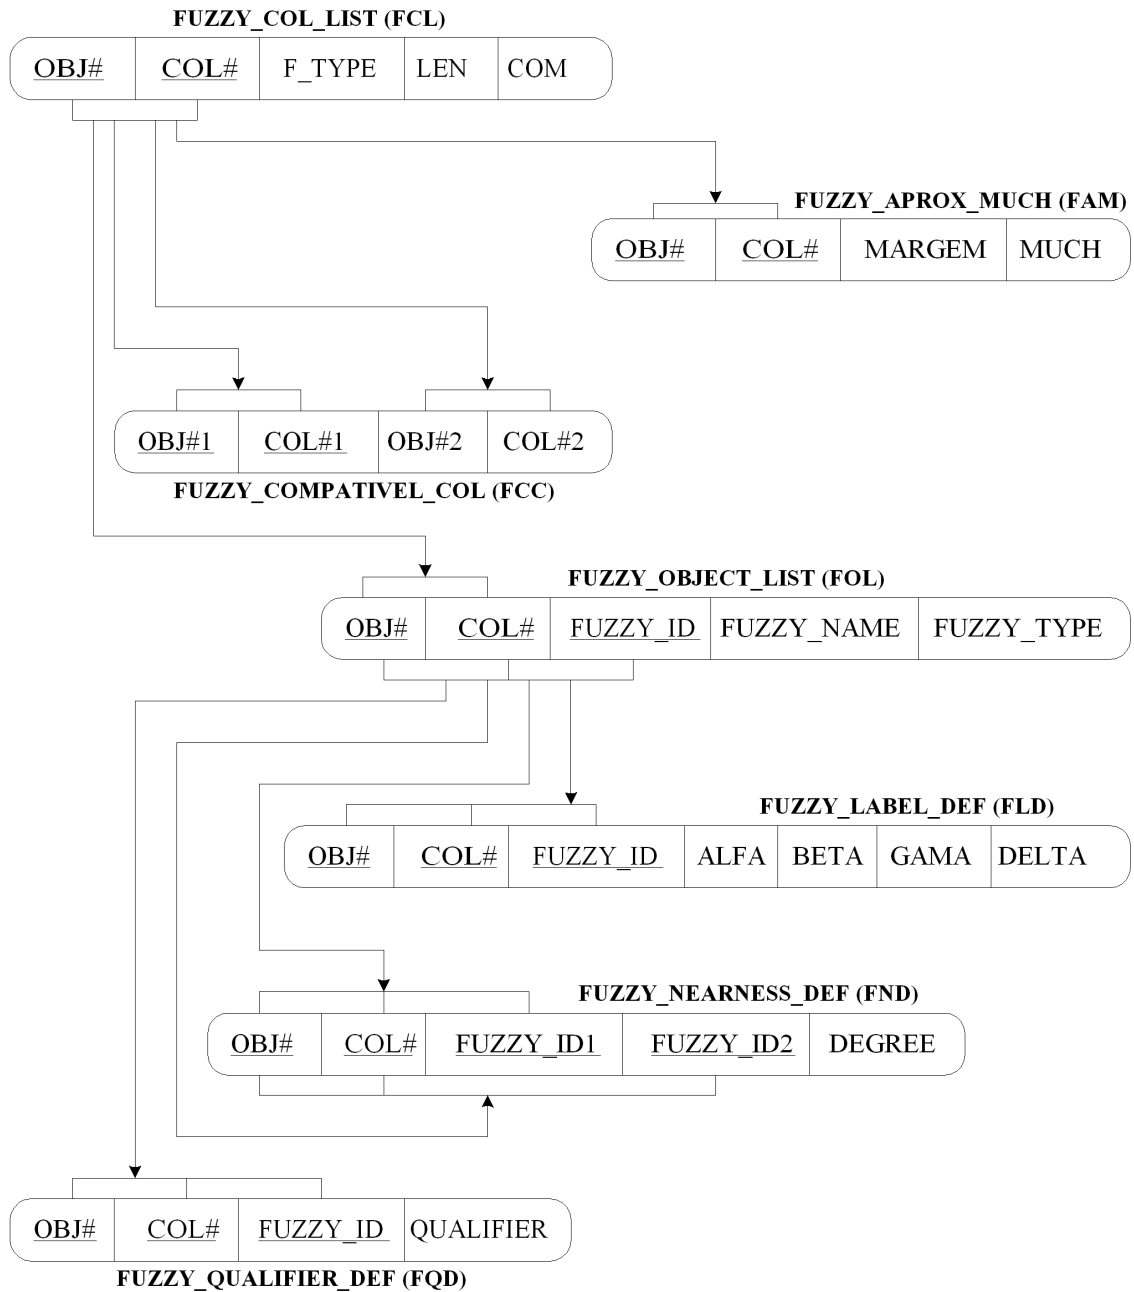 FUZZY_COL_LIST (FCL)
OBJ# COL# F_TYPE LEN COM
FUZZY_APROX_MUCH (FAM)
OBJ# COL# MARGEM MUCH
OBJ#1 COL#1 OBJ#2 COL#2
FUZZY_COMPATIVEL_COL (FCC)
FUZZY_OBJECT_LIST (FOL)
OBJ# COL# FUZZY_ID FUZZY_NAME FUZZY_TYPE
FUZZY_LABEL_DEF (FLD)
OBJ# COL# FUZZY_ID ALFA BETA GAMA DELTA
FUZZY_NEARNESS_DEF (FND)
OBJ# COL# FUZZY_ID1 FUZZY_ID2 DEGREE
OBJ# COL# FUZZY_ID QUALIFIER
FUZZY_QUALIFIER_DEF (FQD)